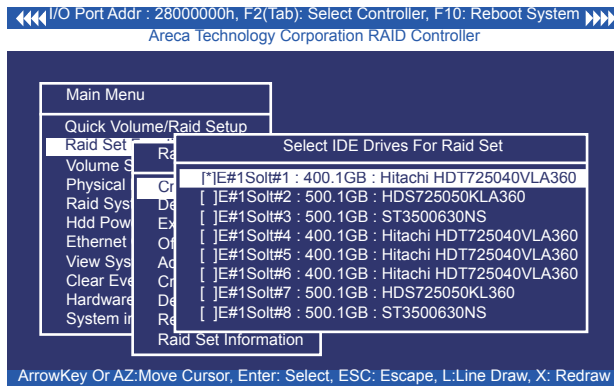 I/O Port Addr : 28000000h, F2(Tab): Select Controller, F10: Reboot System
Areca Technology Corporation RAID Controller
Main Menu
Quick Volume/Raid Setup
Raid Set
Volume S
Physical
Raid Sys
Hdd Pow
Ethernet
View Sys
Clear Eve
Hardware
System in
Ra
Cr
De
Ex
Of
Ac
Cr
De
Re
Raid Set Information
Select IDE Drives For Raid Set
[*]E#1Solt#1 : 400.1GB : Hitachi HDT725040VLA360
[ ]E#1Solt#2 : 500.1GB : HDS725050KLA360
[ ]E#1Solt#3 : 500.1GB : ST3500630NS
[ ]E#1Solt#4 : 400.1GB : Hitachi HDT725040VLA360
[ ]E#1Solt#5 : 400.1GB : Hitachi HDT725040VLA360
[ ]E#1Solt#6 : 400.1GB : Hitachi HDT725040VLA360
[ ]E#1Solt#7 : 500.1GB : HDS725050KL360
[ ]E#1Solt#8 : 500.1GB : ST3500630NS
ArrowKey Or AZ:Move Cursor, Enter: Select, ESC: Escape, L:Line Draw, X: Redraw